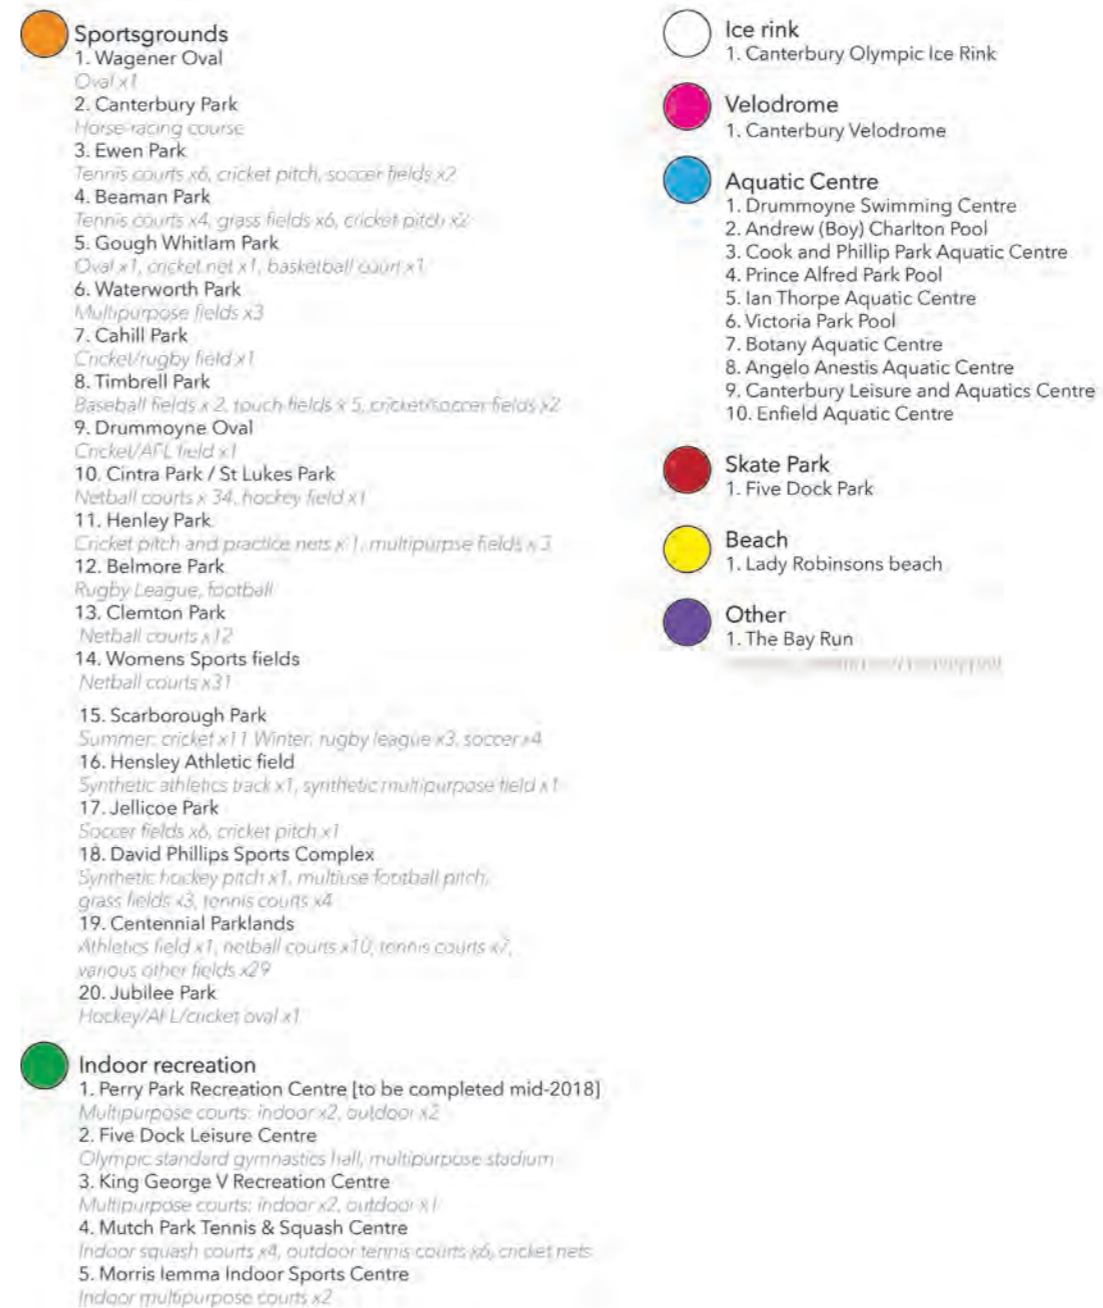 Sportsgrounds
1. Wagener Oval
Oval x1
2. Canterbury Park
Horse-racing course
3. Ewen Park
Tennis courts x6, cricket pitch, soccer fields x2
4. Beaman Park
Tennis courts x4, grass fields x6, cricket pitch x2
5. Gough Whitlam Park
Oval x1, cricket net x1, basketball court x1
6. Waterworth Park
Multipurpose fields x3
7. Cahill Park
Cricket/rugby field x1
8. Timbrell Park
Baseball fields x 2, touch fields x 5, cricket/soccer fields x2
9. Drummoyne Oval
Cricket/AFL field x1
10. Cintra Park / St Lukes Park
Netball courts x 34, hockey field x1
11. Henley Park
Cricket pitch and practice nets x 1, multipurpse fields x 3
12. Belmore Park
Rugby League, football
13. Clemton Park
Netball courts x12
14. Womens Sports fields
Netball courts x31
15. Scarborough Park
Summer: cricket x11 Winter: rugby league x3, soccer x4
16. Hensley Athletic field
Synthetic athletics track x1, synthetic multipurpose field x1
17. Jellicoe Park
Soccer fields x6, cricket pitch x1
18. David Phillips Sports Complex
Synthetic hockey pitch x1, multiuse football pitch,
grass fields x3, tennis courts x4
19. Centennial Parklands
Athletics field x1, netball courts x10, tennis courts x7,
various other fields x29
20. Jubilee Park
Hockey/AFL/cricket oval x1
Indoor recreation
1. Perry Park Recreation Centre [to be completed mid-2018]
Multipurpose courts: indoor x2, outdoor x2
2. Five Dock Leisure Centre
Olympic standard gymnastics hall, multipurpose stadium
3. King George V Recreation Centre
Multipurpose courts: indoor x2, outdoor x1
4. Mutch Park Tennis & Squash Centre
Indoor squash courts x4, outdoor tennis courts x6, cricket nets
5. Morris Iemma Indoor Sports Centre
Indoor multipurpose courts x2
Ice rink
1. Canterbury Olympic Ice Rink
Velodrome
1. Canterbury Velodrome
Aquatic Centre
1. Drummoyne Swimming Centre
2. Andrew (Boy) Charlton Pool
3. Cook and Phillip Park Aquatic Centre
4. Prince Alfred Park Pool
5. Ian Thorpe Aquatic Centre
6. Victoria Park Pool
7. Botany Aquatic Centre
8. Angelo Anestis Aquatic Centre
9. Canterbury Leisure and Aquatics Centre
10. Enfield Aquatic Centre
Skate Park
1. Five Dock Park
Beach
1. Lady Robinsons beach
Other
1. The Bay Run